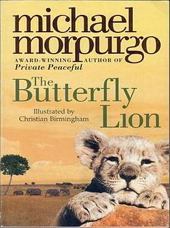 michael
morpurgo
AWARD-WINNING AUTHOR OF
Private Peaceful
The
Butterfly
Lion
Illustrated by
Christian Birmingham